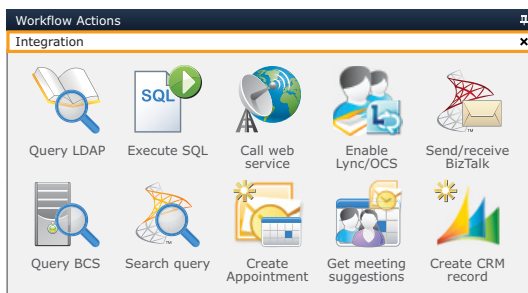 Workflow Actions
Integration
Query LDAP
SQL
Execute SQL
Call web
service
Enable
Lync/OCS
Send/receive
BizTalk
Query BCS
Search query
Create
Appointment
Get meeting
suggestions
Create CRM
record